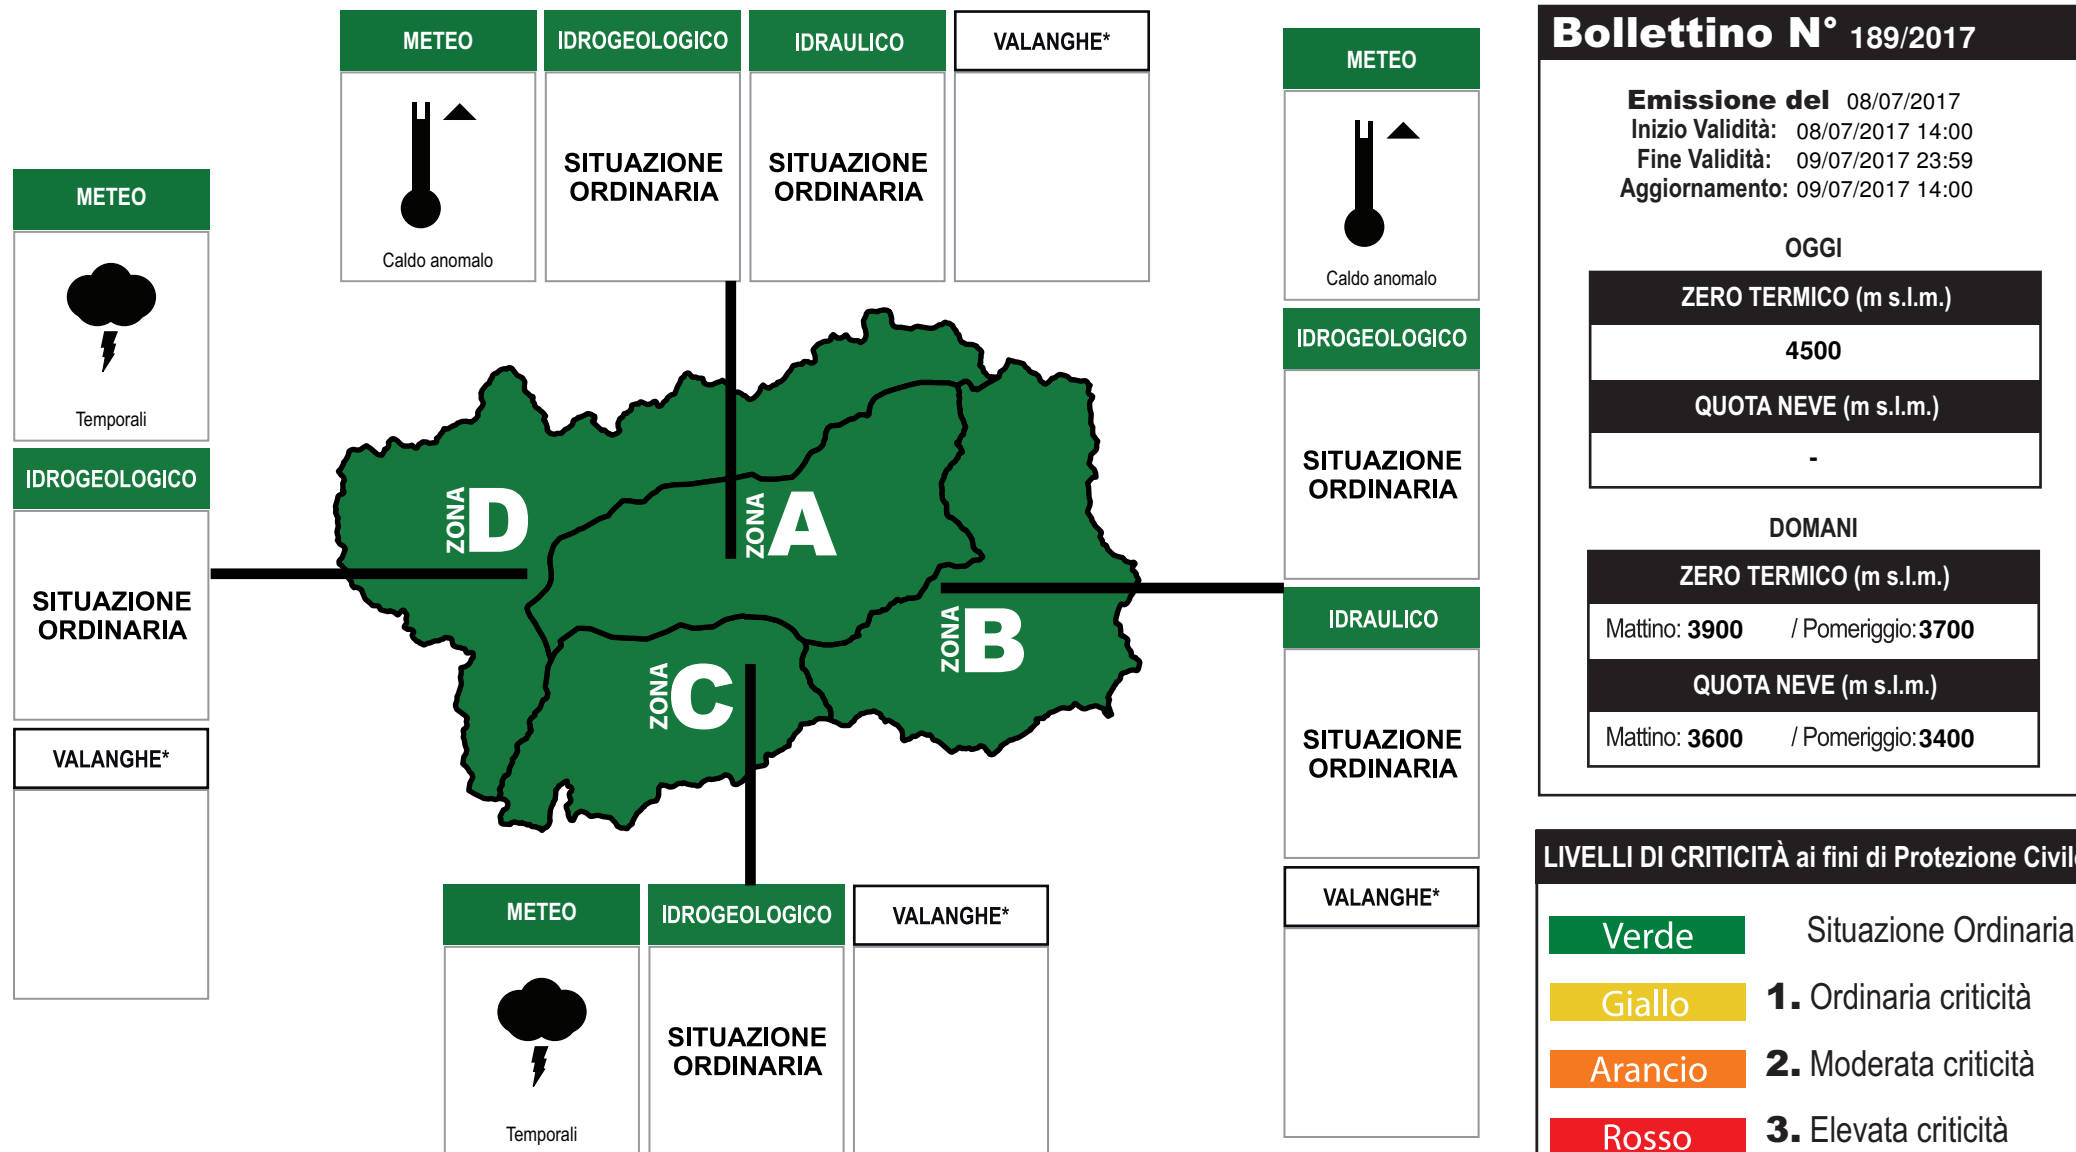 METEO
IDROGEOLOGICO
IDRAULICO
VALANGHE*
Caldo anomalo
SITUAZIONE
ORDINARIA
SITUAZIONE
ORDINARIA
METEO
Temporali
IDROGEOLOGICO
SITUAZIONE
ORDINARIA
VALANGHE*
ZONA D
ZONA A
ZONA B
ZONA C
METEO
Caldo anomalo
IDROGEOLOGICO
SITUAZIONE
ORDINARIA
IDRAULICO
SITUAZIONE
ORDINARIA
VALANGHE*
METEO
IDROGEOLOGICO
VALANGHE*
Temporali
SITUAZIONE
ORDINARIA
Bollettino N° 189/2017
Emissione del 08/07/2017
Inizio Validità: 08/07/2017 14:00
Fine Validità: 09/07/2017 23:59
Aggiornamento: 09/07/2017 14:00
OGGI
ZERO TERMICO (m s.l.m.)
4500
QUOTA NEVE (m s.l.m.)
-
DOMANI
ZERO TERMICO (m s.l.m.)
Mattino: 3900 / Pomeriggio: 3700
QUOTA NEVE (m s.l.m.)
Mattino: 3600 / Pomeriggio: 3400
LIVELLI DI CRITICITÀ ai fini di Protezione Civil
Verde Situazione Ordinaria
Giallo 1. Ordinaria criticità
Arancio 2. Moderata criticità
Rosso 3. Elevata criticità